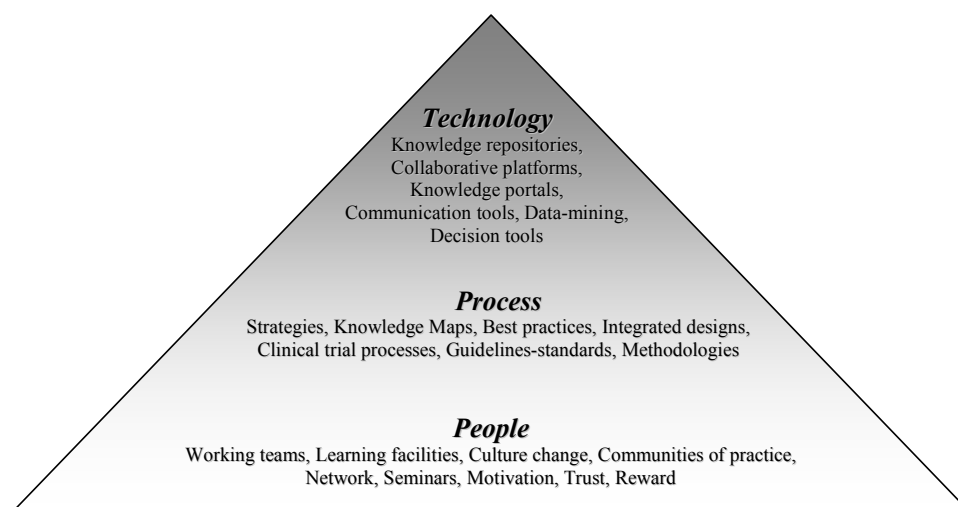 Technology
Knowledge repositories,
Collaborative platforms,
Knowledge portals,
Communication tools, Data-mining,
Decision tools
Process
Strategies, Knowledge Maps, Best practices, Integrated designs,
Clinical trial processes, Guidelines-standards, Methodologies
People
Working teams, Learning facilities, Culture change, Communities of practice,
Network, Seminars, Motivation, Trust, Reward